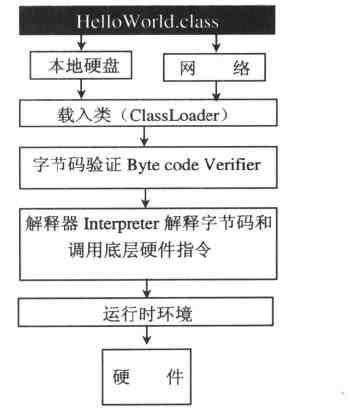 HelloWorld.class
本地硬盘
网 络
载入类（ClassLoader）
字节码验证 Byte code Verifier
解释器 Interpreter 解释字节码和
调用底层硬件指令
运行时环境
硬 件